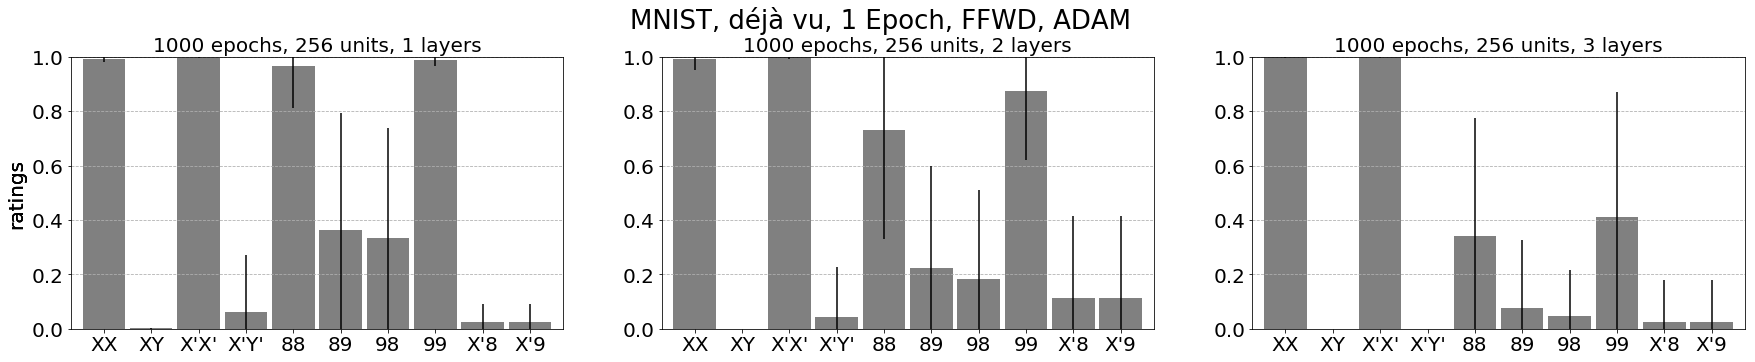 MNIST, déjà vu, 1 Epoch, FFWD, ADAM
1000 epochs, 256 units, 1 layers
1.0
0.8
0.6
0.4
0.2
0.0
ratings
XX XY X'X' X'Y' 88 89 98 99 X'8 X'9
1000 epochs, 256 units, 2 layers
1.0
0.8
0.6
0.4
0.2
0.0
XX XY X'X' X'Y' 88 89 98 99 X'8 X'9
1000 epochs, 256 units, 3 layers
1.0
0.8
0.6
0.4
0.2
0.0
XX XY X'X' X'Y' 88 89 98 99 X'8 X'9